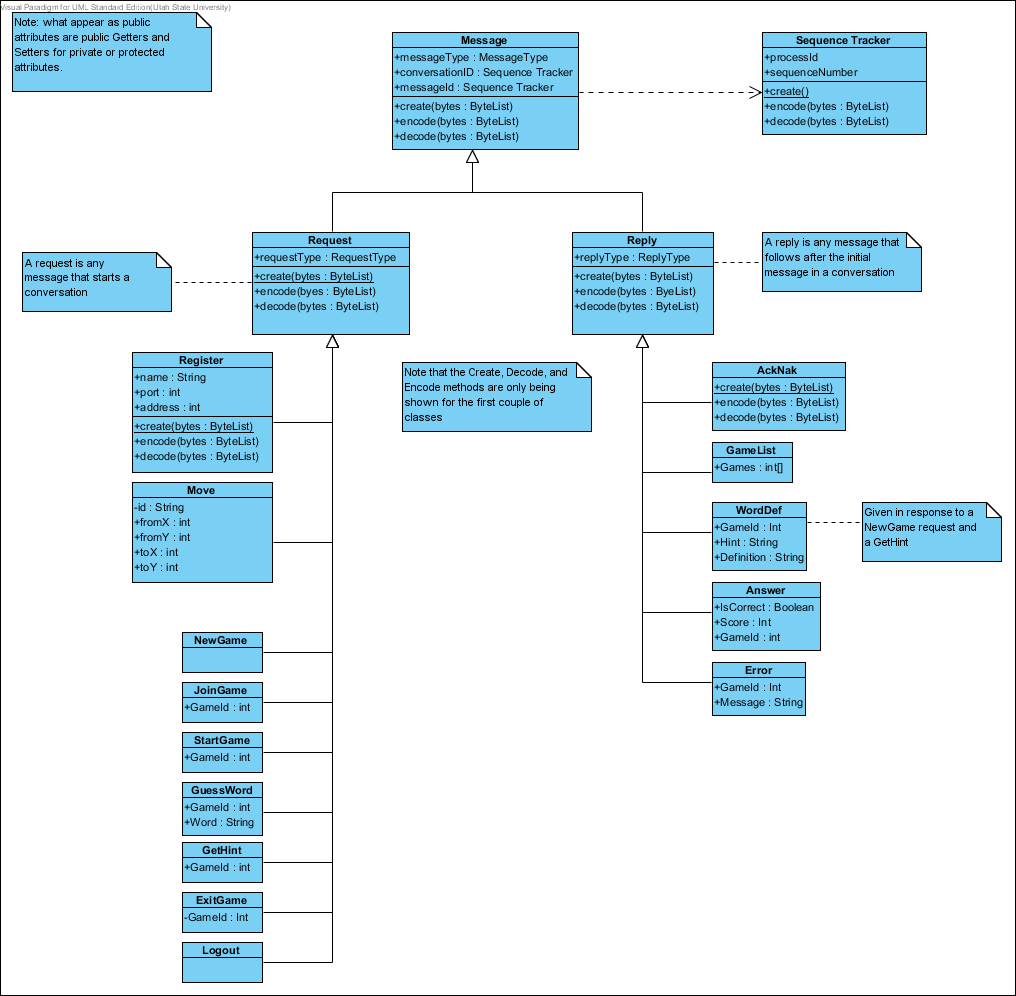 Visual Paradigm for UML Standard Edition(Utah State University)
Note: what appear as public
attributes are public Getters and
Setters for private or protected
attributes.
Message
+messageType : MessageType
+conversationID : Sequence Tracker
+messageId : Sequence Tracker
+create(bytes : ByteList)
+encode(bytes : ByteList)
+decode(bytes : ByteList)
Sequence Tracker
+processId
+sequenceNumber
+create()
+encode(bytes : ByteList)
+decode(bytes : ByteList)
A request is any
message that starts a
conversation
Request
+requestType : RequestType
+create(bytes : ByteList)
+encode(byes : ByteList)
+decode(bytes : ByteList)
Reply
+replyType : ReplyType
+create(bytes : ByteList)
+encode(bytes : ByeList)
+decode(bytes : ByteList)
A reply is any message that
follows after the initial
message in a conversation
Register
+name : String
+port : int
+address : int
+create(bytes : ByteList)
+encode(bytes : ByteList)
+decode(bytes : ByteList)
Note that the Create, Decode, and
Encode methods are only being
shown for the first couple of
classes
AckNak
+create(bytes : ByteList)
+encode(bytes : ByteList)
+decode(bytes : ByteList)
GameList
+Games : int[]
Move
-id : String
+fromX : int
+fromY : int
+toX : int
+toY : int
WordDef
+GameId : Int
+Hint : String
+Definition : String
Given in response to a
NewGame request and
a GetHint
Answer
+IsCorrect : Boolean
+Score : Int
+GameId : int
Error
+GameId : Int
+Message : String
NewGame
JoinGame
+GameId : int
StartGame
+GameId : int
GuessWord
+GameId : int
+Word : String
GetHint
+GameId : int
ExitGame
-GameId : Int
Logout